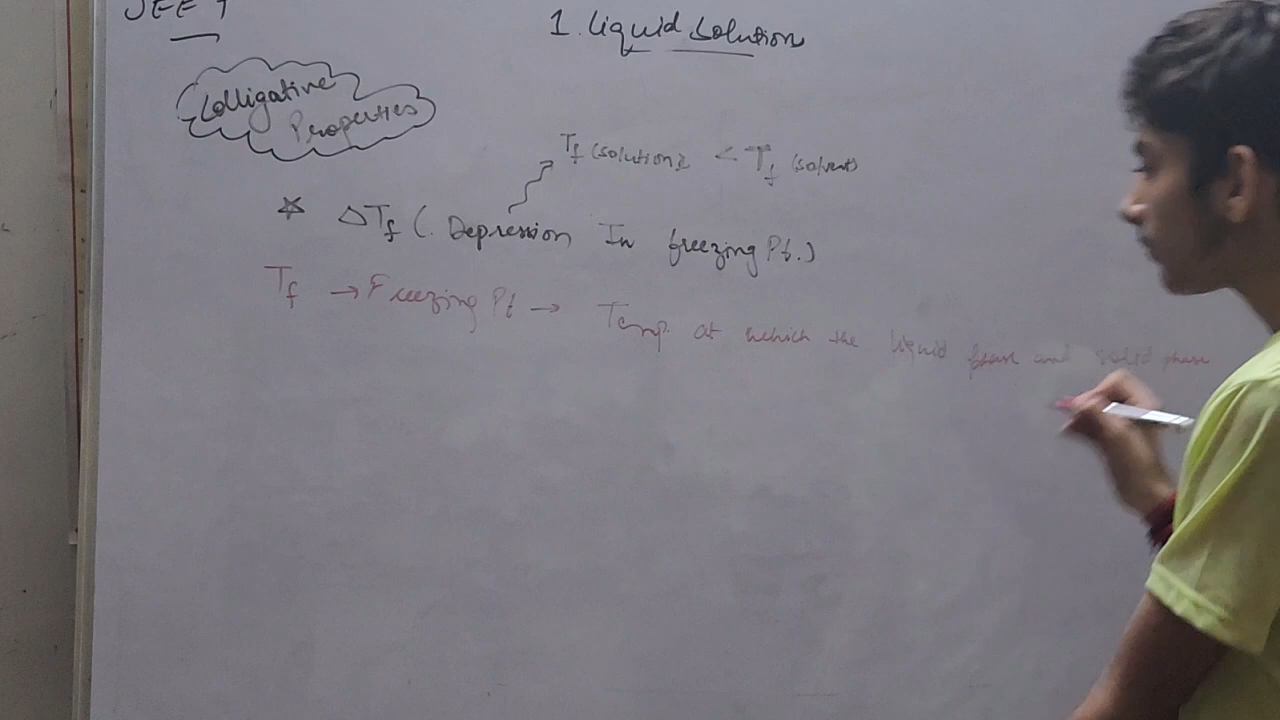 JEE
1. Liquid Solution
Colligative
Properties
Tf (solution) < Tf (solvent)
* ΔTf (. Depression In freezing Pt.)
Tf → Freezing Pt → Temp. at which the liquid phase and solid phase